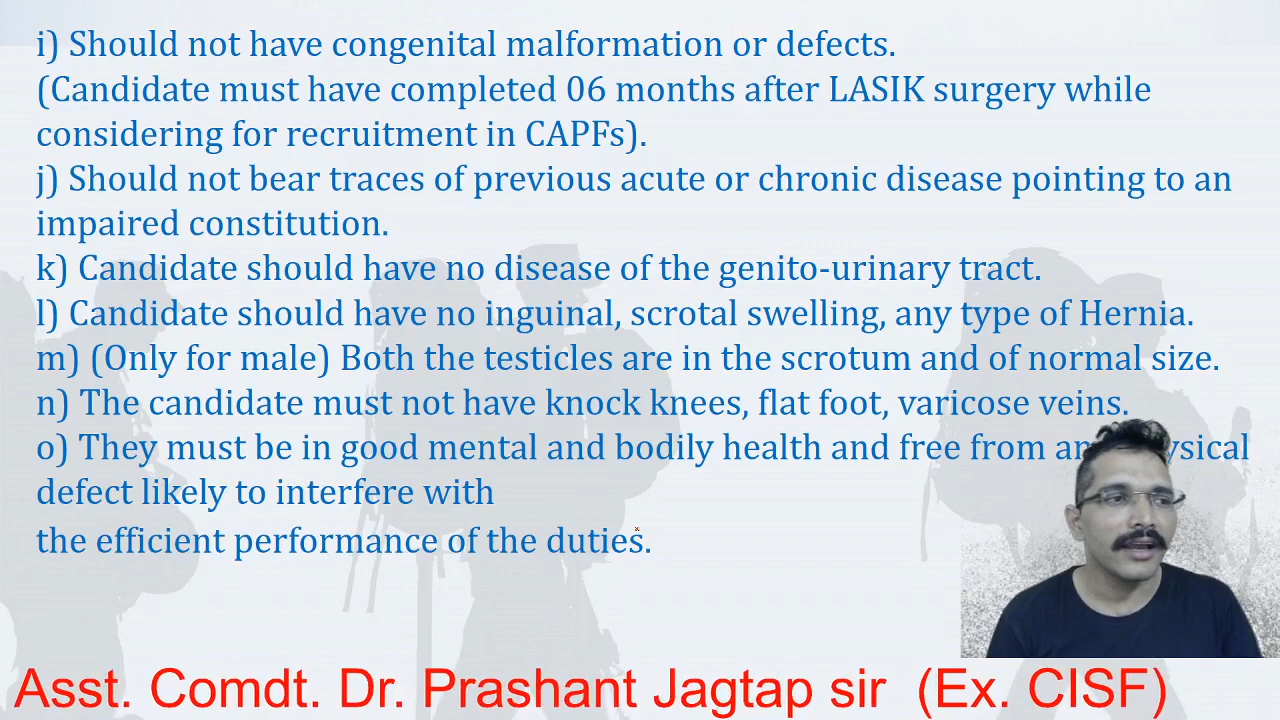 i) Should not have congenital malformation or defects.
(Candidate must have completed 06 months after LASIK surgery while
considering for recruitment in CAPFs).
j) Should not bear traces of previous acute or chronic disease pointing to an
impaired constitution.
k) Candidate should have no disease of the genito-urinary tract.
l) Candidate should have no inguinal, scrotal swelling, any type of Hernia.
m) (Only for male) Both the testicles are in the scrotum and of normal size.
n) The candidate must not have knock knees, flat foot, varicose veins.
o) They must be in good mental and bodily health and free from
defect likely to interfere with
the efficient performance of the duties.
Asst. Comdt. Dr. Prashant Jagtap sir (Ex. CISF)